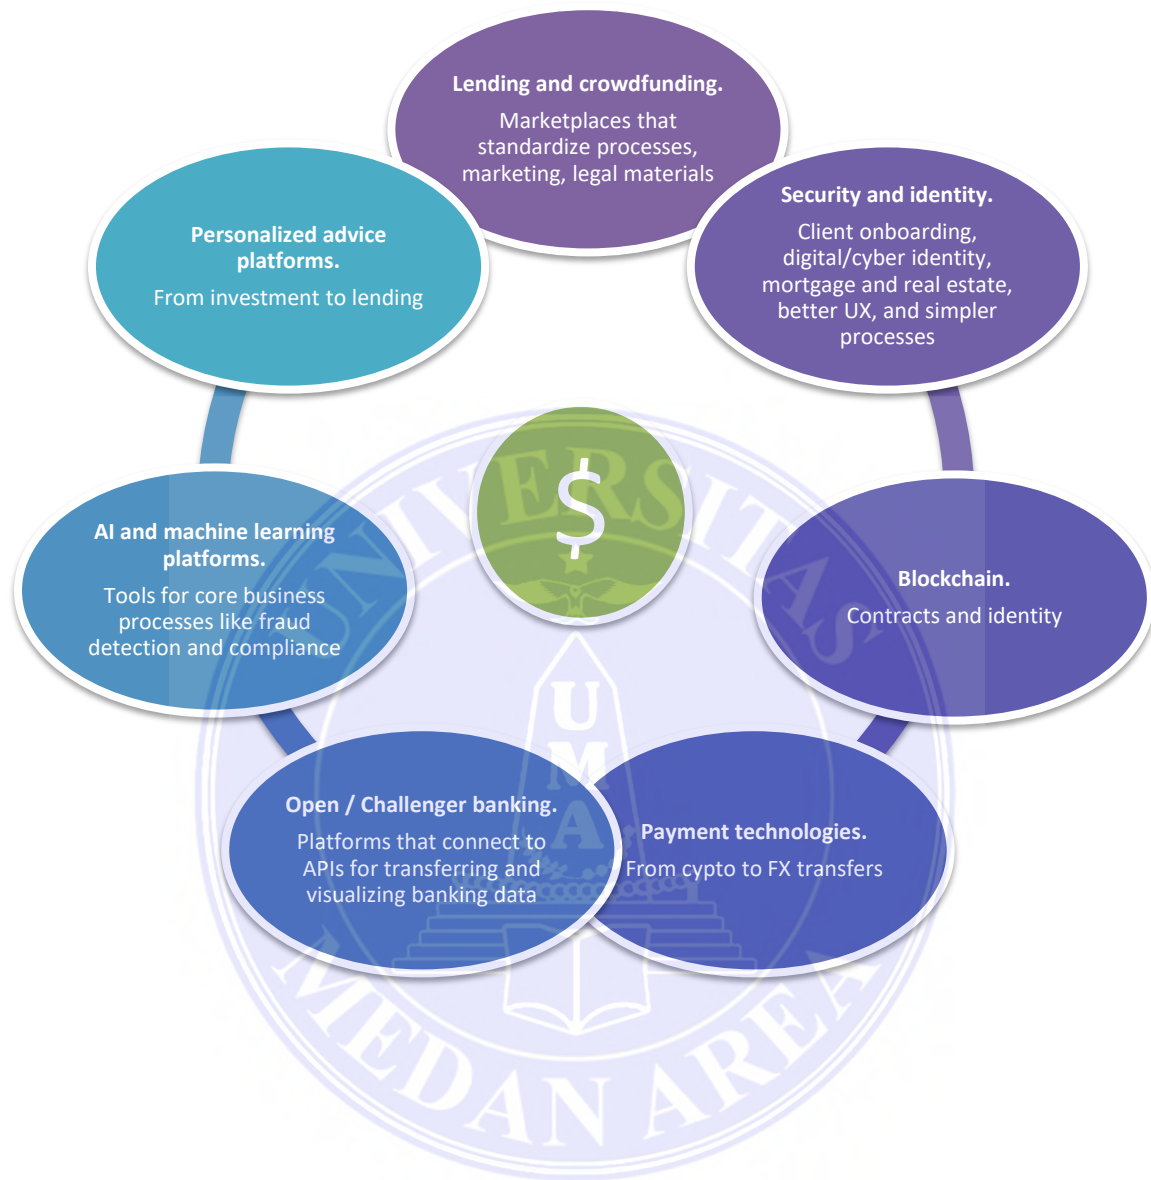 Lending and crowdfunding.
Marketplaces that
standardize processes,
marketing, legal materials
Security and identity.
Client onboarding,
digital/cyber identity,
mortgage and real estate,
better UX, and simpler
processes
Blockchain.
Contracts and identity
Payment technologies.
From cypto to FX transfers
Open / Challenger banking.
Platforms that connect to
APIs for transferring and
visualizing banking data
AI and machine learning
platforms.
Tools for core business
processes like fraud
detection and compliance
Personalized advice
platforms.
From investment to lending
$
UNIVERSITAS
U
M
A
MEDAN AREA